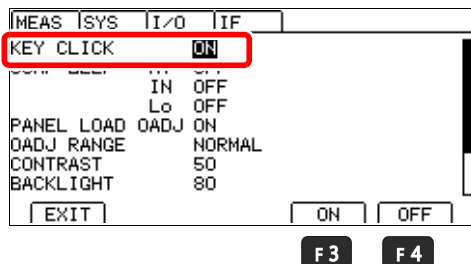 MEAS SYS I/O IF
KEY CLICK ON
IN OFF
Lo OFF
PANEL LOAD OADJ ON
OADJ RANGE NORMAL
CONTRAST 50
BACKLIGHT 80
EXIT ON OFF
F3 F4